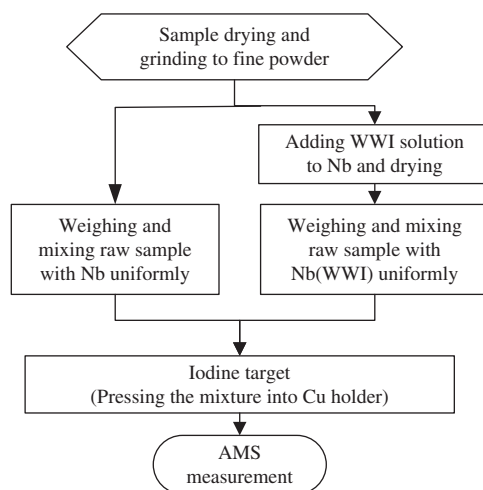 Sample drying and
grinding to fine powder
Adding WWI solution
to Nb and drying
Weighing and
mixing raw sample
with Nb uniformly
Weighing and mixing
raw sample with
Nb(WWI) uniformly
Iodine target
(Pressing the mixture into Cu holder)
AMS
measurement